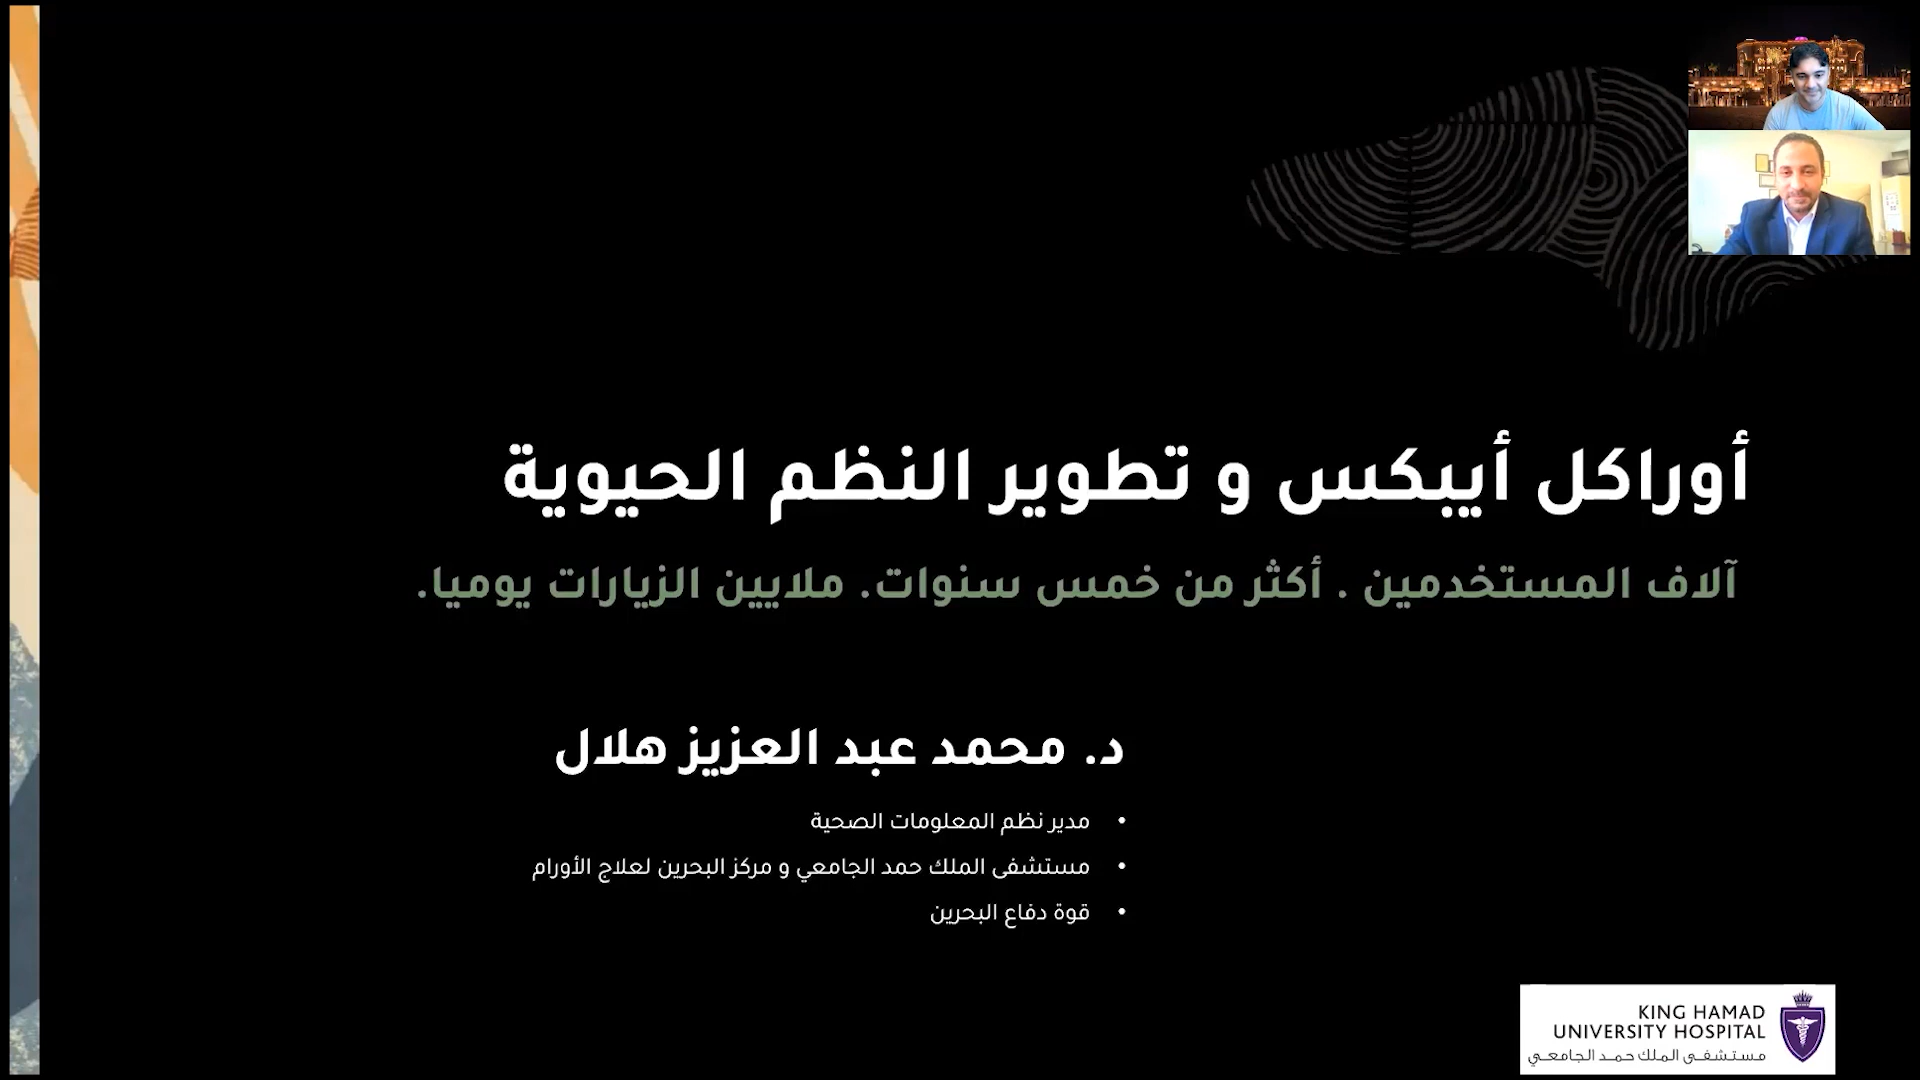 أوراكل أيبكس و تطوير النظم الحيوية
آلاف المستخدمين . أكثر من خمس سنوات. ملايين الزيارات يوميا.
د. محمد عبد العزيز هلال
• مدير نظم المعلومات الصحية
• مستشفى الملك حمد الجامعي و مركز البحرين لعلاج الأورام
• قوة دفاع البحرين
KING HAMAD
UNIVERSITY HOSPITAL
مستشفى الملك حمد الجامعي